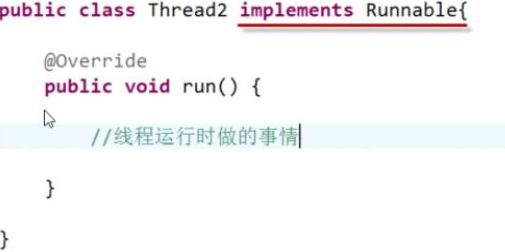 public class Thread2 implements Runnable{
@Override
public void run() {
//线程运行时做的事情
}
}